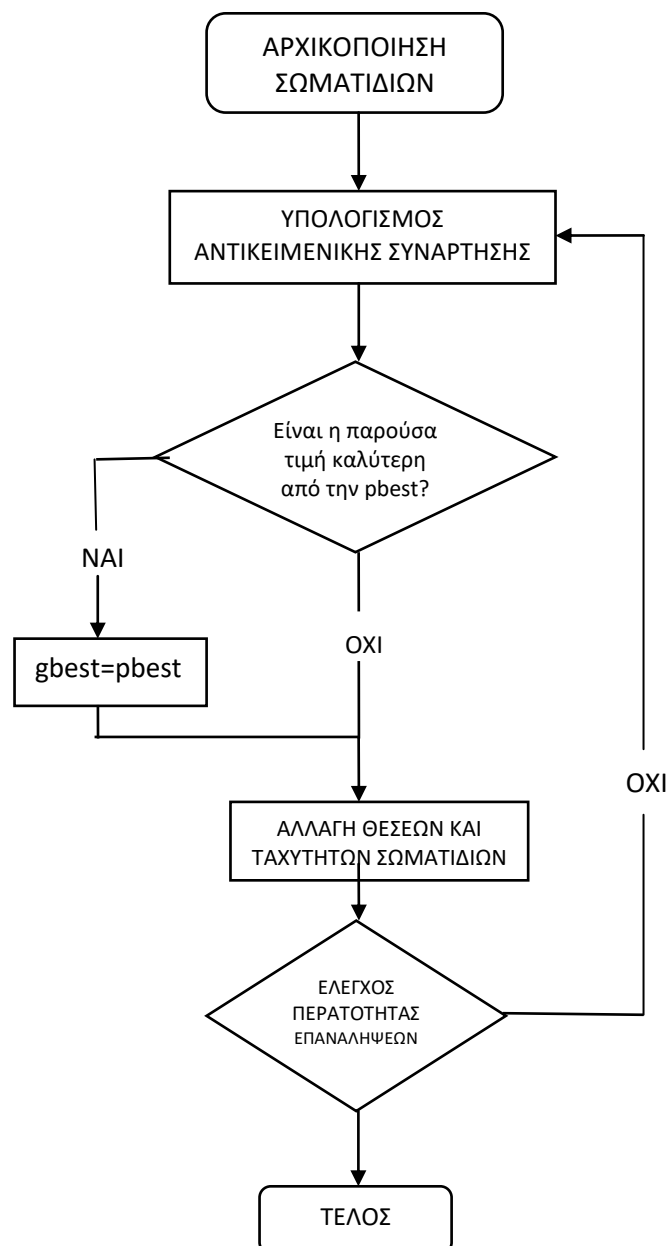 ΑΡΧΙΚΟΠΟΙΗΣΗ
ΣΩΜΑΤΙΔΙΩΝ
ΥΠΟΛΟΓΙΣΜΟΣ
ΑΝΤΙΚΕΙΜΕΝΙΚΗΣ ΣΥΝΑΡΤΗΣΗΣ
Είναι η παρούσα
τιμή καλύτερη
από την pbest?
ΝΑΙ
ΟΧΙ
gbest=pbest
ΑΛΛΑΓΗ ΘΕΣΕΩΝ ΚΑΙ
ΤΑΧΥΤΗΤΩΝ ΣΩΜΑΤΙΔΙΩΝ
ΟΧΙ
ΕΛΕΓΧΟΣ
ΠΕΡΑΤΟΤΗΤΑΣ
ΕΠΑΝΑΛΗΨΕΩΝ
ΤΕΛΟΣ